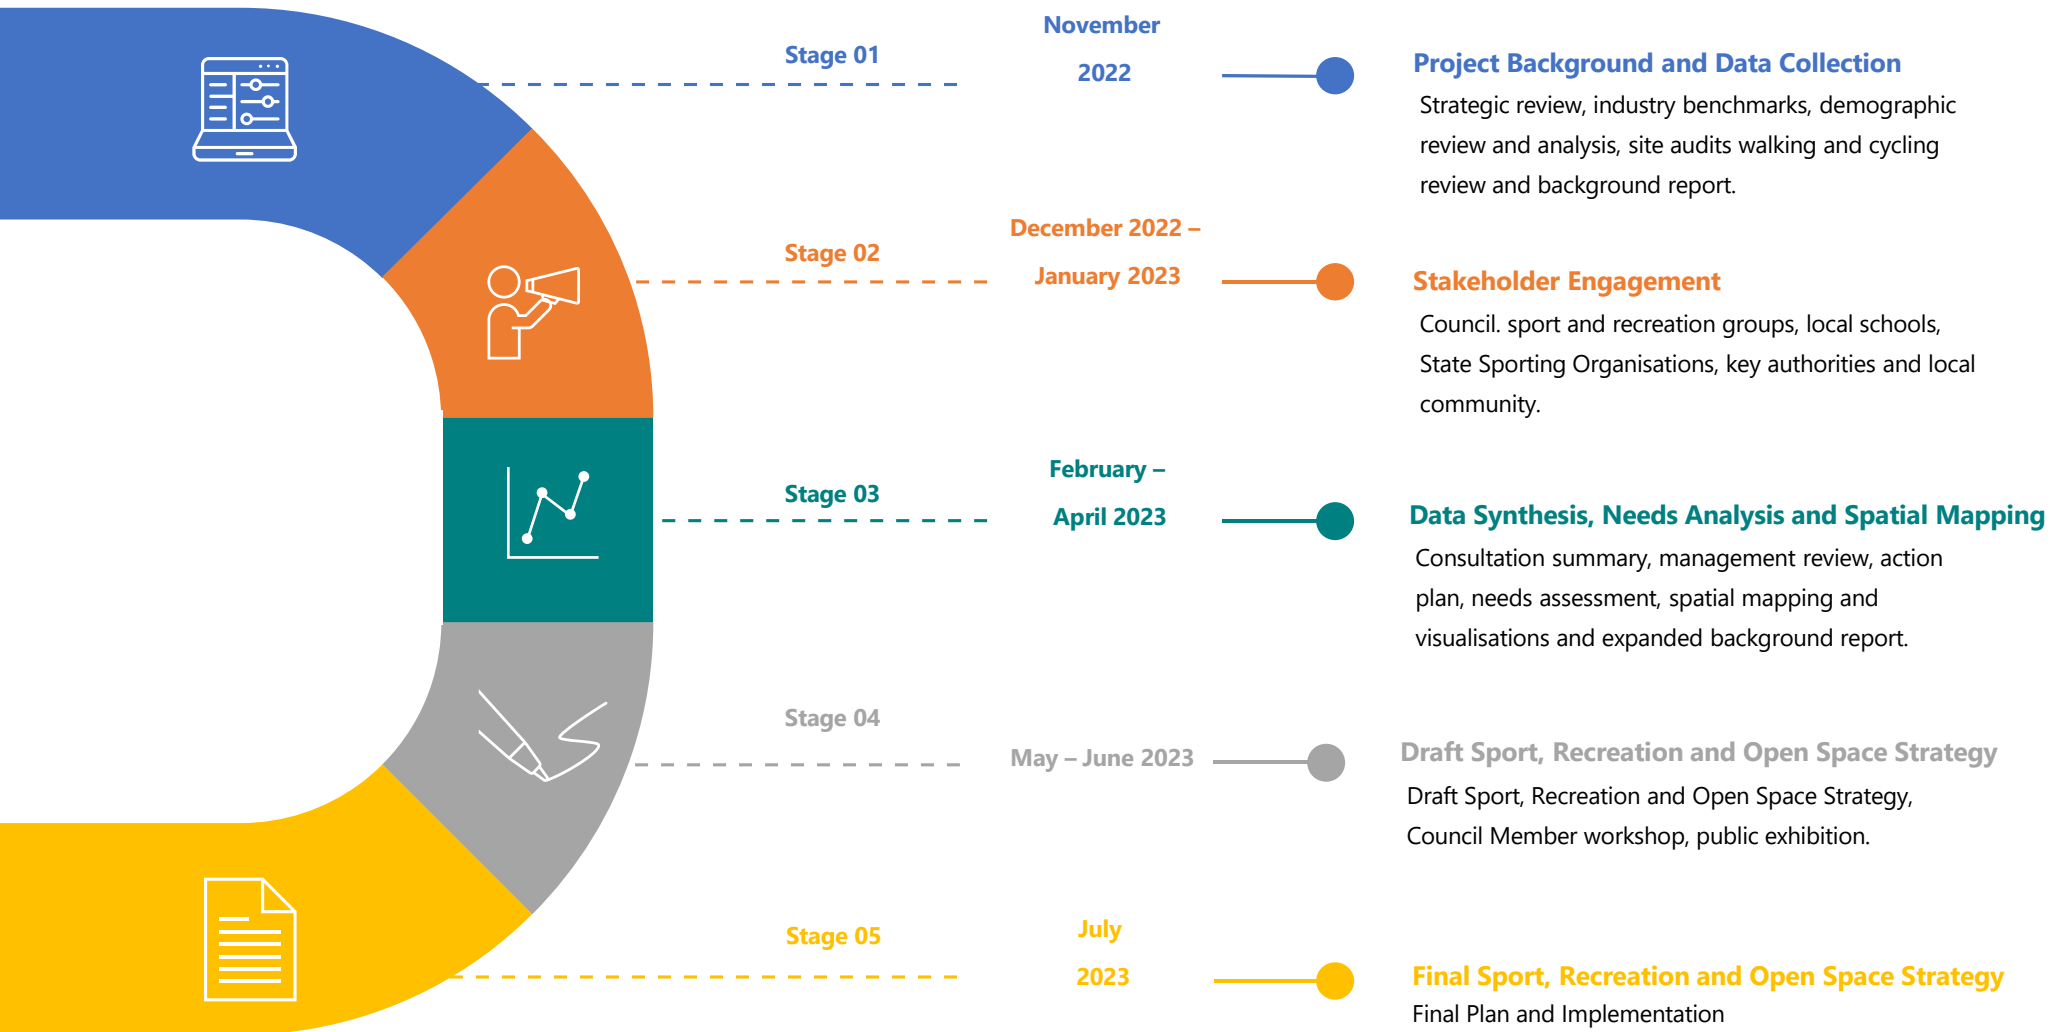 Stage 01
November
2022
Project Background and Data Collection
Strategic review, industry benchmarks, demographic
review and analysis, site audits walking and cycling
review and background report.
Stage 02
December 2022 –
January 2023
Stakeholder Engagement
Council. sport and recreation groups, local schools,
State Sporting Organisations, key authorities and local
community.
Stage 03
February –
April 2023
Data Synthesis, Needs Analysis and Spatial Mapping
Consultation summary, management review, action
plan, needs assessment, spatial mapping and
visualisations and expanded background report.
Stage 04
May – June 2023
Draft Sport, Recreation and Open Space Strategy
Draft Sport, Recreation and Open Space Strategy,
Council Member workshop, public exhibition.
Stage 05
July
2023
Final Sport, Recreation and Open Space Strategy
Final Plan and Implementation